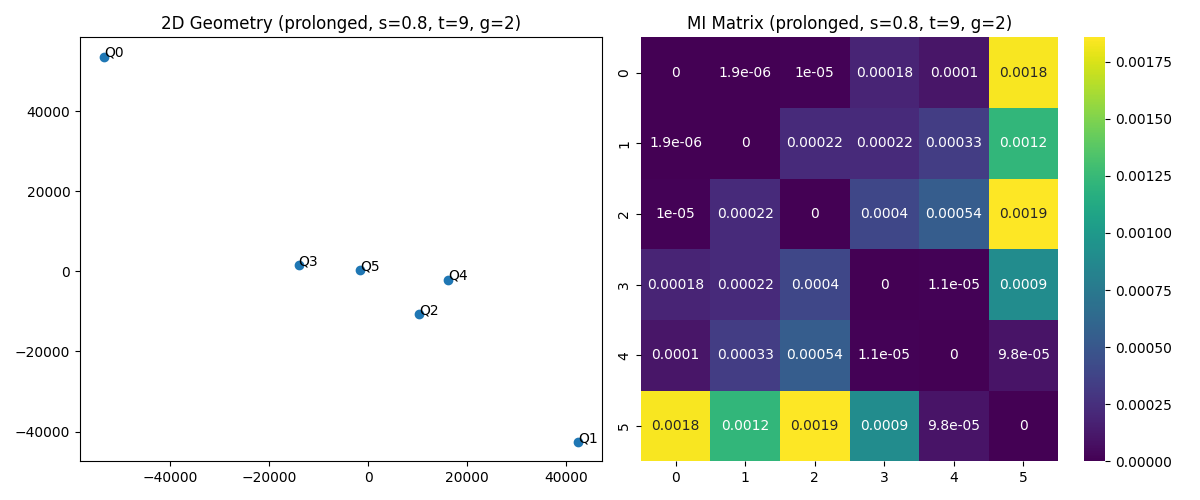 2D Geometry (prolonged, s=0.8, t=9, g=2)
Q0
Q3
Q5
Q4
Q2
Q1
40000
20000
0
−20000
−40000
−40000 −20000 0 20000 40000
MI Matrix (prolonged, s=0.8, t=9, g=2)
0 0 1.9e-06 1e-05 0.00018 0.0001 0.0018
1 1.9e-06 0 0.00022 0.00022 0.00033 0.0012
2 1e-05 0.00022 0 0.0004 0.00054 0.0019
3 0.00018 0.00022 0.0004 0 1.1e-05 0.0009
4 0.0001 0.00033 0.00054 1.1e-05 0 9.8e-05
5 0.0018 0.0012 0.0019 0.0009 9.8e-05 0
0 1 2 3 4 5
0.00175
0.00150
0.00125
0.00100
0.00075
0.00050
0.00025
0.00000